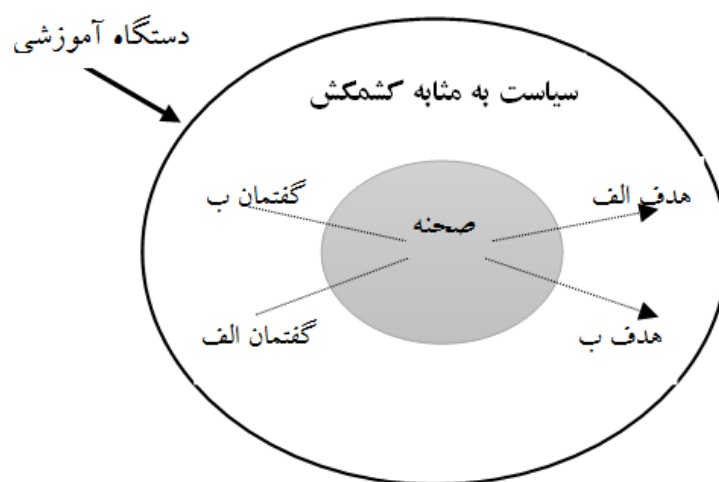 دستگاه آموزشی
سیاست به مثابه کشمکش
هدف الف
گفتمان ب
صحنه
هدف ب
گفتمان الف